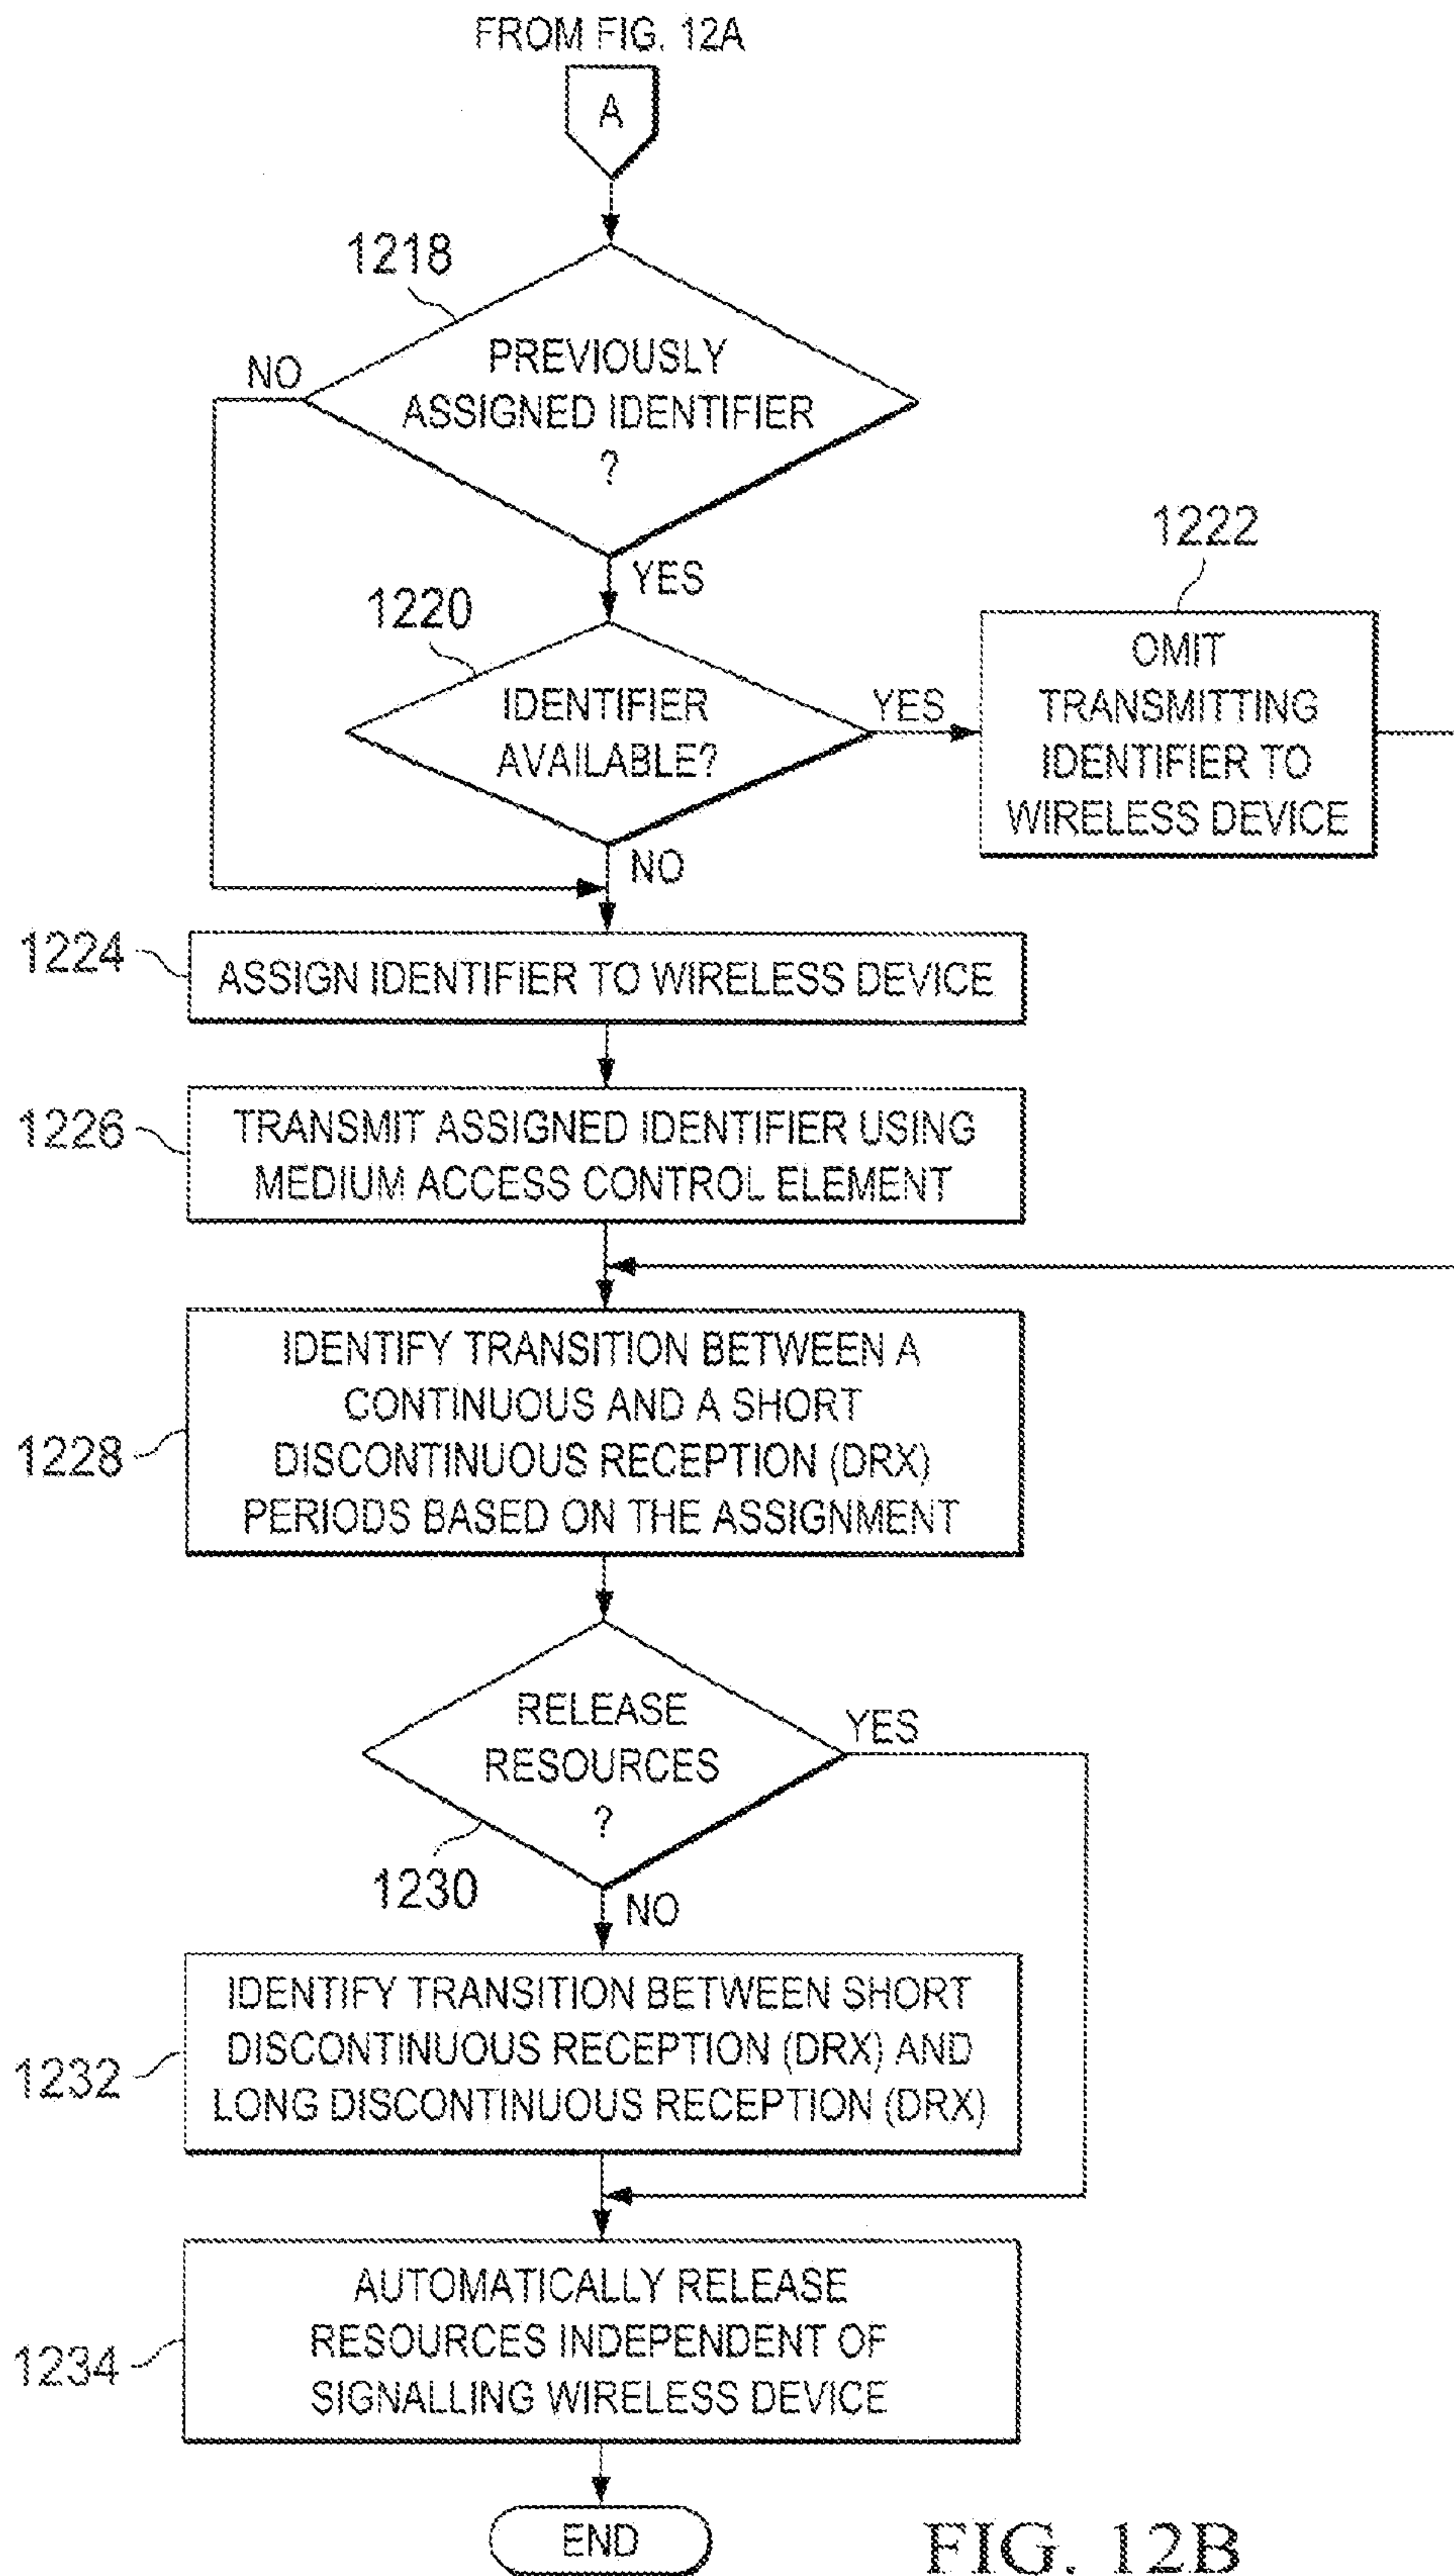 FROM FIG. 12A
A
1218
PREVIOUSLY
ASSIGNED IDENTIFIER
?
NO
YES
1220
IDENTIFIER
AVAILABLE?
YES
NO
1222
OMIT
TRANSMITTING
IDENTIFIER TO
WIRELESS DEVICE
1224
ASSIGN IDENTIFIER TO WIRELESS DEVICE
1226
TRANSMIT ASSIGNED IDENTIFIER USING
MEDIUM ACCESS CONTROL ELEMENT
1228
IDENTIFY TRANSITION BETWEEN A
CONTINUOUS AND A SHORT
DISCONTINUOUS RECEPTION (DRX)
PERIODS BASED ON THE ASSIGNMENT
RELEASE
RESOURCES
?
YES
1230
NO
1232
IDENTIFY TRANSITION BETWEEN SHORT
DISCONTINUOUS RECEPTION (DRX) AND
LONG DISCONTINUOUS RECEPTION (DRX)
1234
AUTOMATICALLY RELEASE
RESOURCES INDEPENDENT OF
SIGNALLING WIRELESS DEVICE
END
FIG. 12B